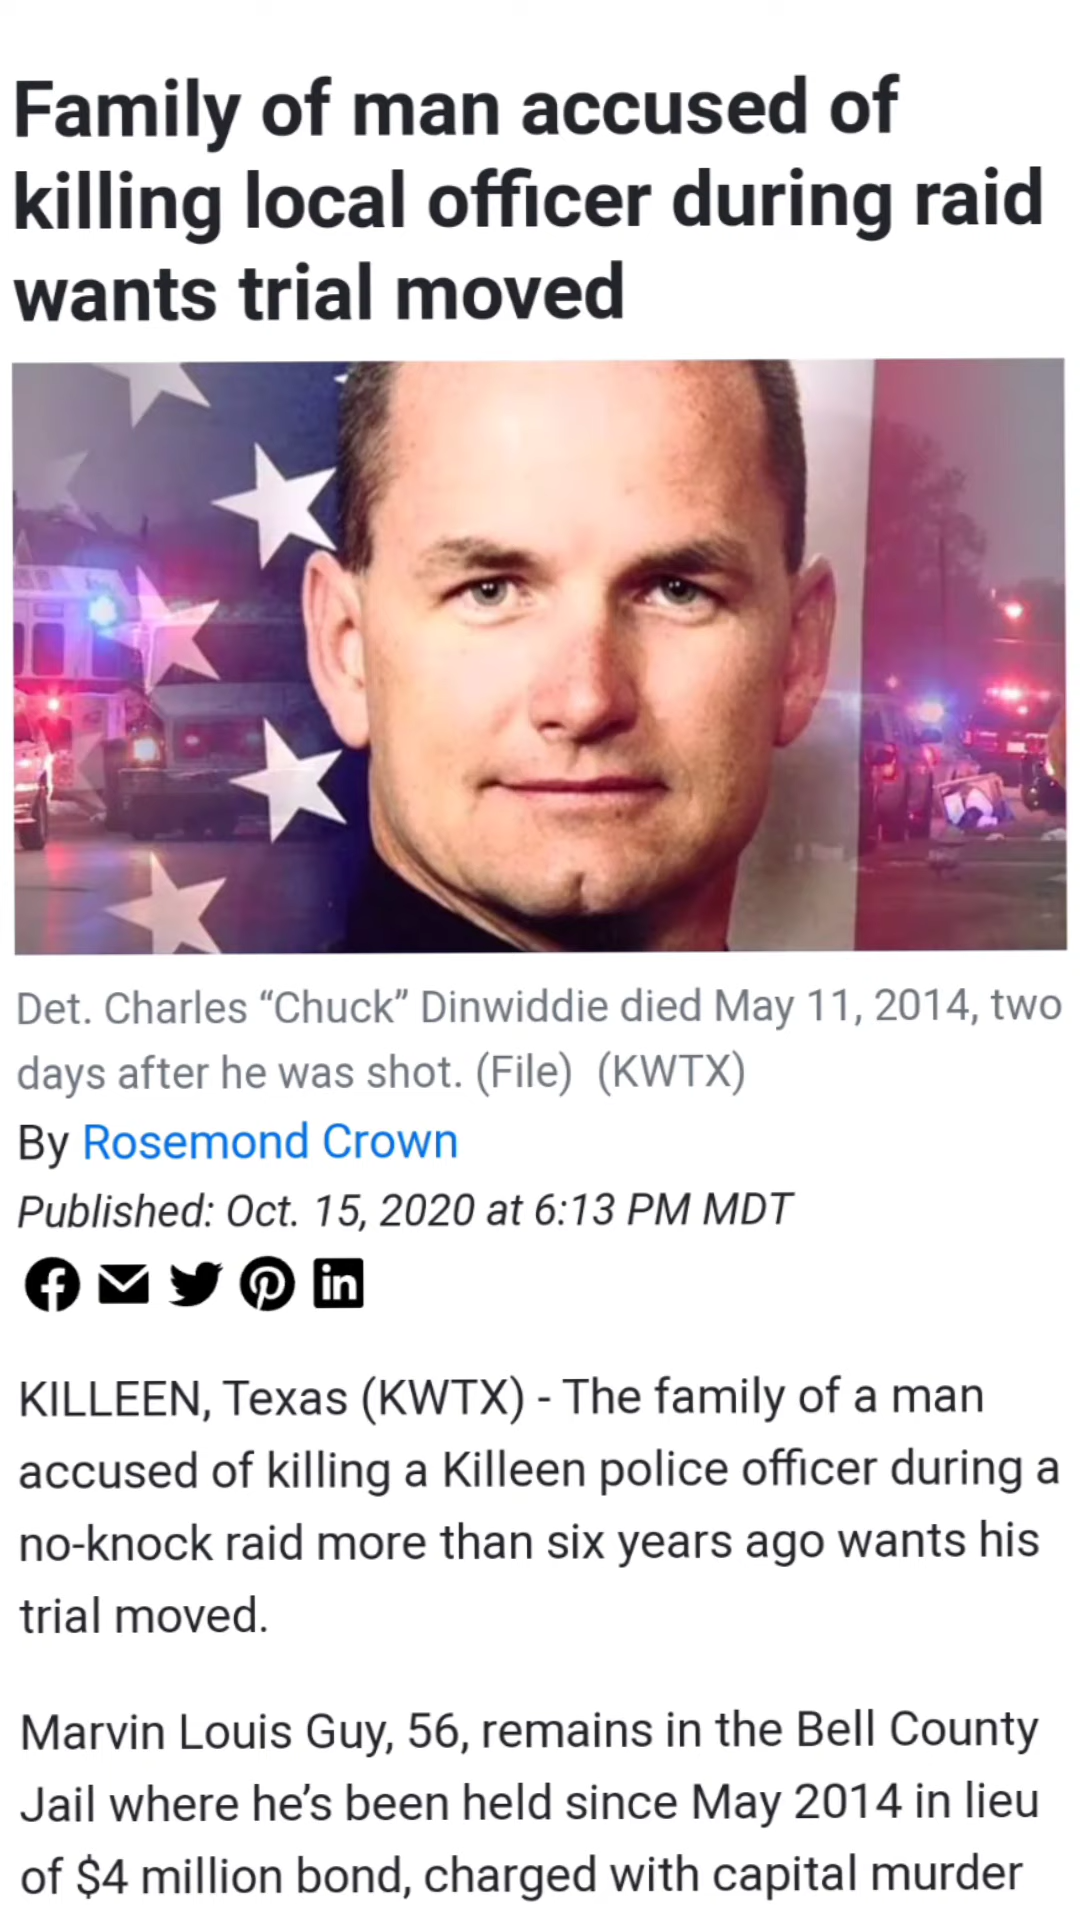 Family of man accused of
killing local officer during raid
wants trial moved
Det. Charles “Chuck” Dinwiddie died May 11, 2014, two
days after he was shot. (File) (KWTX)
By Rosemond Crown
Published: Oct. 15, 2020 at 6:13 PM MDT
KILLEEN, Texas (KWTX) - The family of a man
accused of killing a Killeen police officer during a
no-knock raid more than six years ago wants his
trial moved.
Marvin Louis Guy, 56, remains in the Bell County
Jail where he’s been held since May 2014 in lieu
of $4 million bond, charged with capital murder